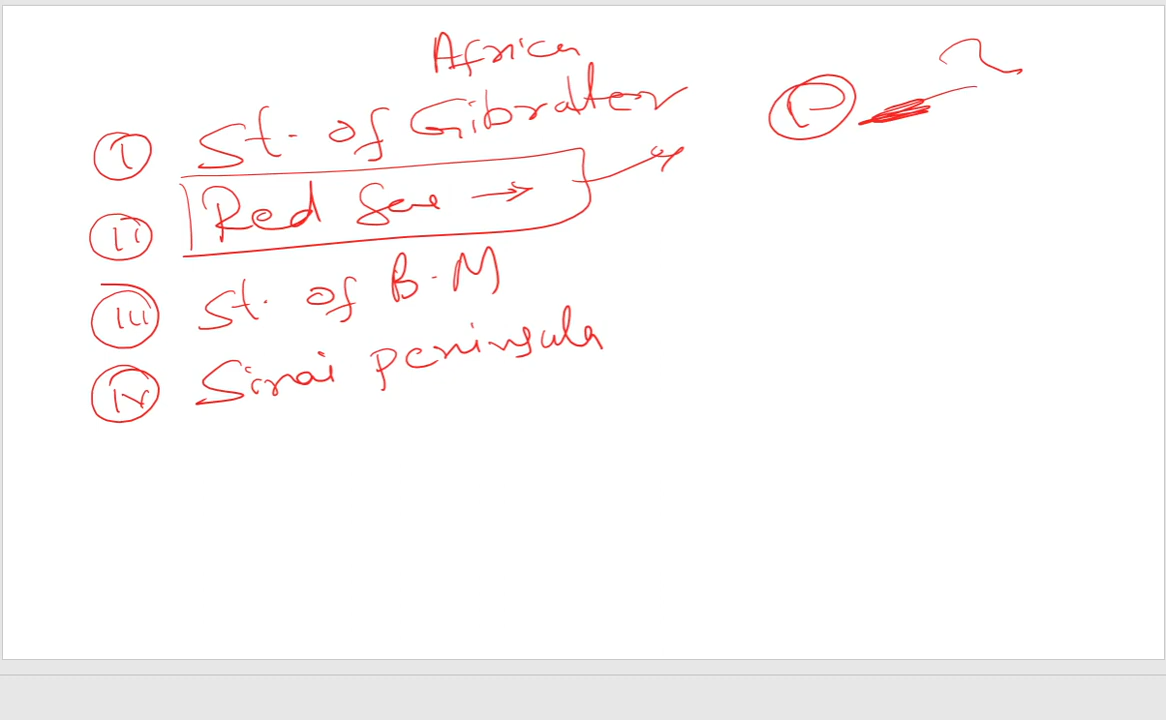 Africa
(i) St. of Gibralter
(ii) Red Sea →
(iii) St. of B.M
(iv) Sinai Peninsula
P